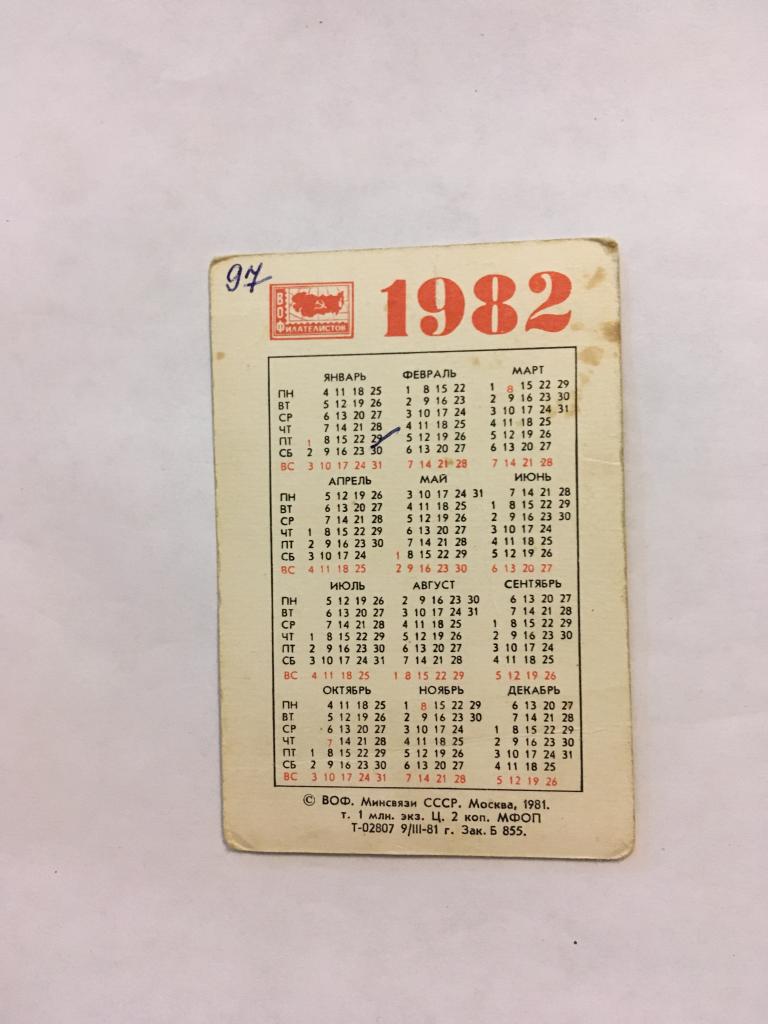 97
ВОФ
ИЛАТЕЛИСТОВ
1982
ЯНВАРЬ ФЕВРАЛЬ МАРТ
ПН 4 11 18 25 1 8 15 22 1 8 15 22 29
ВТ 5 12 19 26 2 9 16 23 2 9 16 23 30
СР 6 13 20 27 3 10 17 24 3 10 17 24 31
ЧТ 7 14 21 28 4 11 18 25 4 11 18 25
ПТ 1 8 15 22 29 5 12 19 26 5 12 19 26
СБ 2 9 16 23 30 6 13 20 27 6 13 20 27
ВС 3 10 17 24 31 7 14 21 28 7 14 21 28
АПРЕЛЬ МАЙ ИЮНЬ
ПН 5 12 19 26 3 10 17 24 31 7 14 21 28
ВТ 6 13 20 27 4 11 18 25 1 8 15 22 29
СР 7 14 21 28 5 12 19 26 2 9 16 23 30
ЧТ 1 8 15 22 29 6 13 20 27 3 10 17 24
ПТ 2 9 16 23 30 7 14 21 28 4 11 18 25
СБ 3 10 17 24 1 8 15 22 29 5 12 19 26
ВС 4 11 18 25 2 9 16 23 30 6 13 20 27
ИЮЛЬ АВГУСТ СЕНТЯБРЬ
ПН 5 12 19 26 2 9 16 23 30 6 13 20 27
ВТ 6 13 20 27 3 10 17 24 31 7 14 21 28
СР 7 14 21 28 4 11 18 25 1 8 15 22 29
ЧТ 1 8 15 22 29 5 12 19 26 2 9 16 23 30
ПТ 2 9 16 23 30 6 13 20 27 3 10 17 24
СБ 3 10 17 24 31 7 14 21 28 4 11 18 25
ВС 4 11 18 25 1 8 15 22 29 5 12 19 26
ОКТЯБРЬ НОЯБРЬ ДЕКАБРЬ
ПН 4 11 18 25 1 8 15 22 29 6 13 20 27
ВТ 5 12 19 26 2 9 16 23 30 7 14 21 28
СР 6 13 20 27 3 10 17 24 1 8 15 22 29
ЧТ 7 14 21 28 4 11 18 25 2 9 16 23 30
ПТ 1 8 15 22 29 5 12 19 26 3 10 17 24 31
СБ 2 9 16 23 30 6 13 20 27 4 11 18 25
ВС 3 10 17 24 31 7 14 21 28 5 12 19 26
© ВОФ. Минсвязи СССР. Москва, 1981.
т. 1 млн. экз. Ц. 2 коп. МФОП
Т-02807 9/III-81 г. Зак. Б 855.